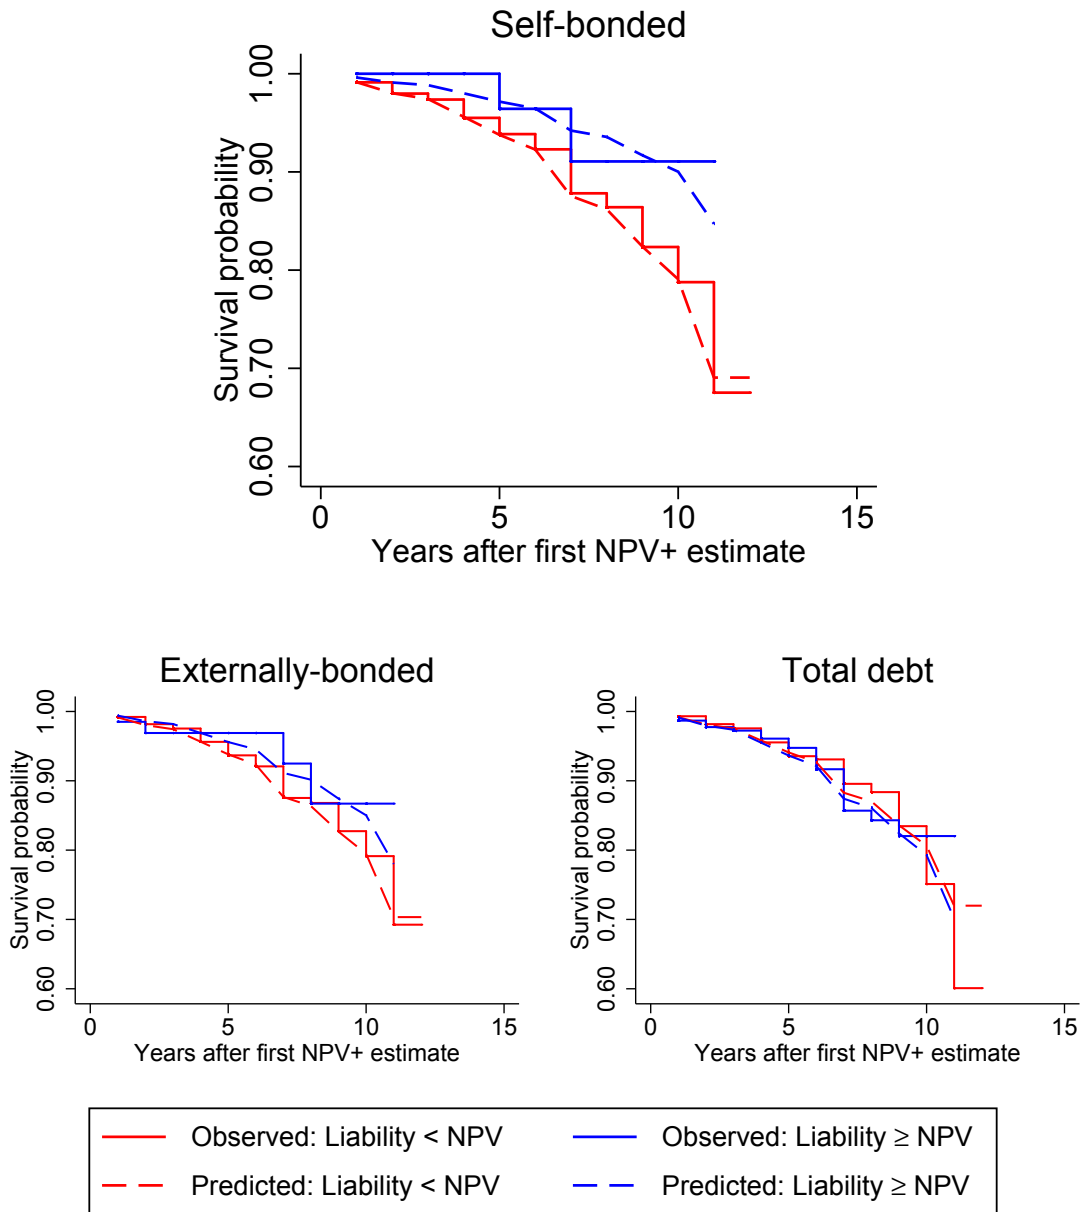 Self-bonded
Survival probability
1.00
0.90
0.80
0.70
0.60
0 5 10 15
Years after first NPV+ estimate
Externally-bonded
Survival probability
1.00
0.90
0.80
0.70
0.60
0 5 10 15
Years after first NPV+ estimate
Total debt
Survival probability
1.00
0.90
0.80
0.70
0.60
0 5 10 15
Years after first NPV+ estimate
Observed: Liability < NPV
Observed: Liability ≥ NPV
Predicted: Liability < NPV
Predicted: Liability ≥ NPV